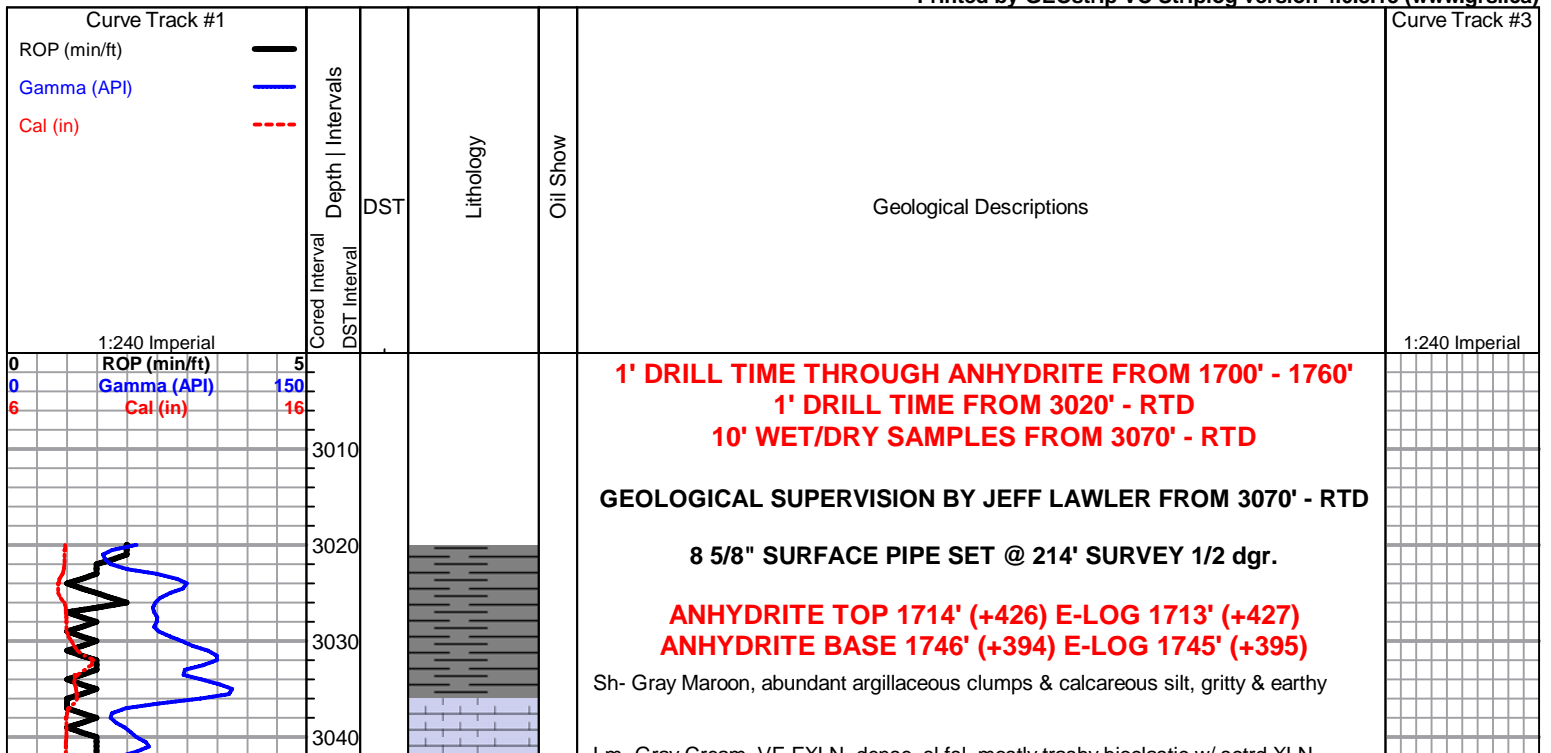 Curve Track #1
ROP (min/ft)
Gamma (API)
Cal (in)
1:240 Imperial
Depth | Intervals
Cored Interval
DST Interval
DST
Lithology
Oil Show
Geological Descriptions
Curve Track #3
1:240 Imperial
0 ROP (min/ft) 5
0 Gamma (API) 150
6 Cal (in) 16
3010
3020
3030
3040
1' DRILL TIME THROUGH ANHYDRITE FROM 1700' - 1760'
1' DRILL TIME FROM 3020' - RTD
10' WET/DRY SAMPLES FROM 3070' - RTD
GEOLOGICAL SUPERVISION BY JEFF LAWLER FROM 3070' - RTD
8 5/8" SURFACE PIPE SET @ 214' SURVEY 1/2 dgr.
ANHYDRITE TOP 1714' (+426) E-LOG 1713' (+427)
ANHYDRITE BASE 1746' (+394) E-LOG 1745' (+395)
Sh- Gray Maroon, abundant argillaceous clumps & calcareous silt, gritty & earthy